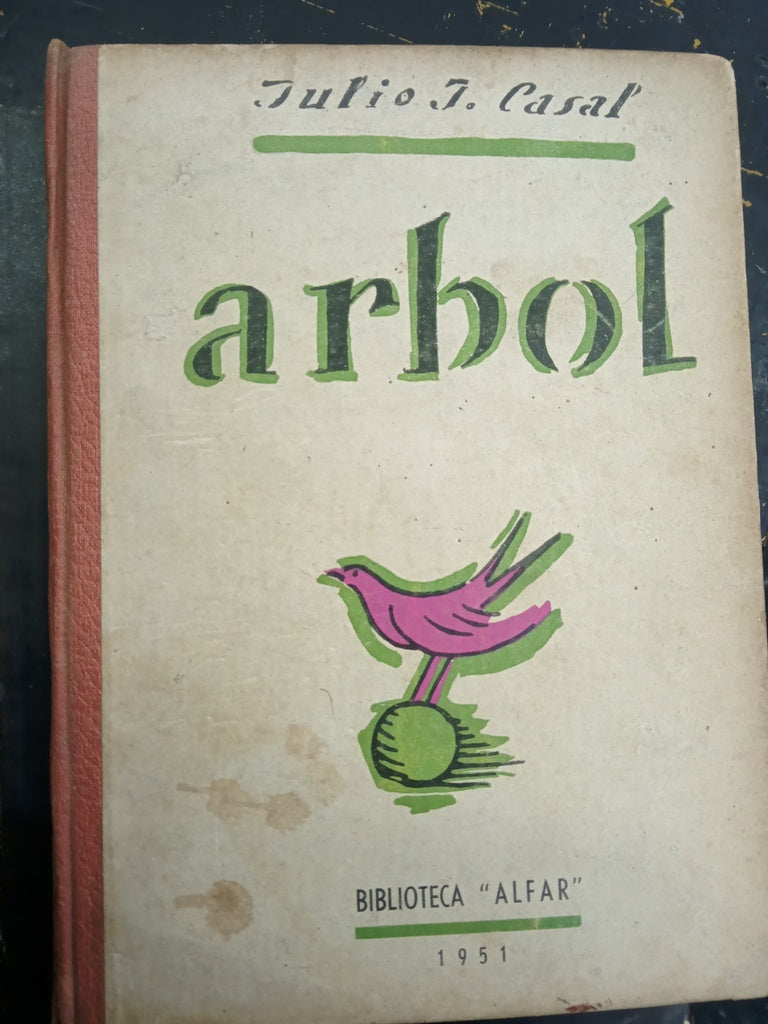 Julio J. Casal
arbol
BIBLIOTECA "ALFAR"
1951